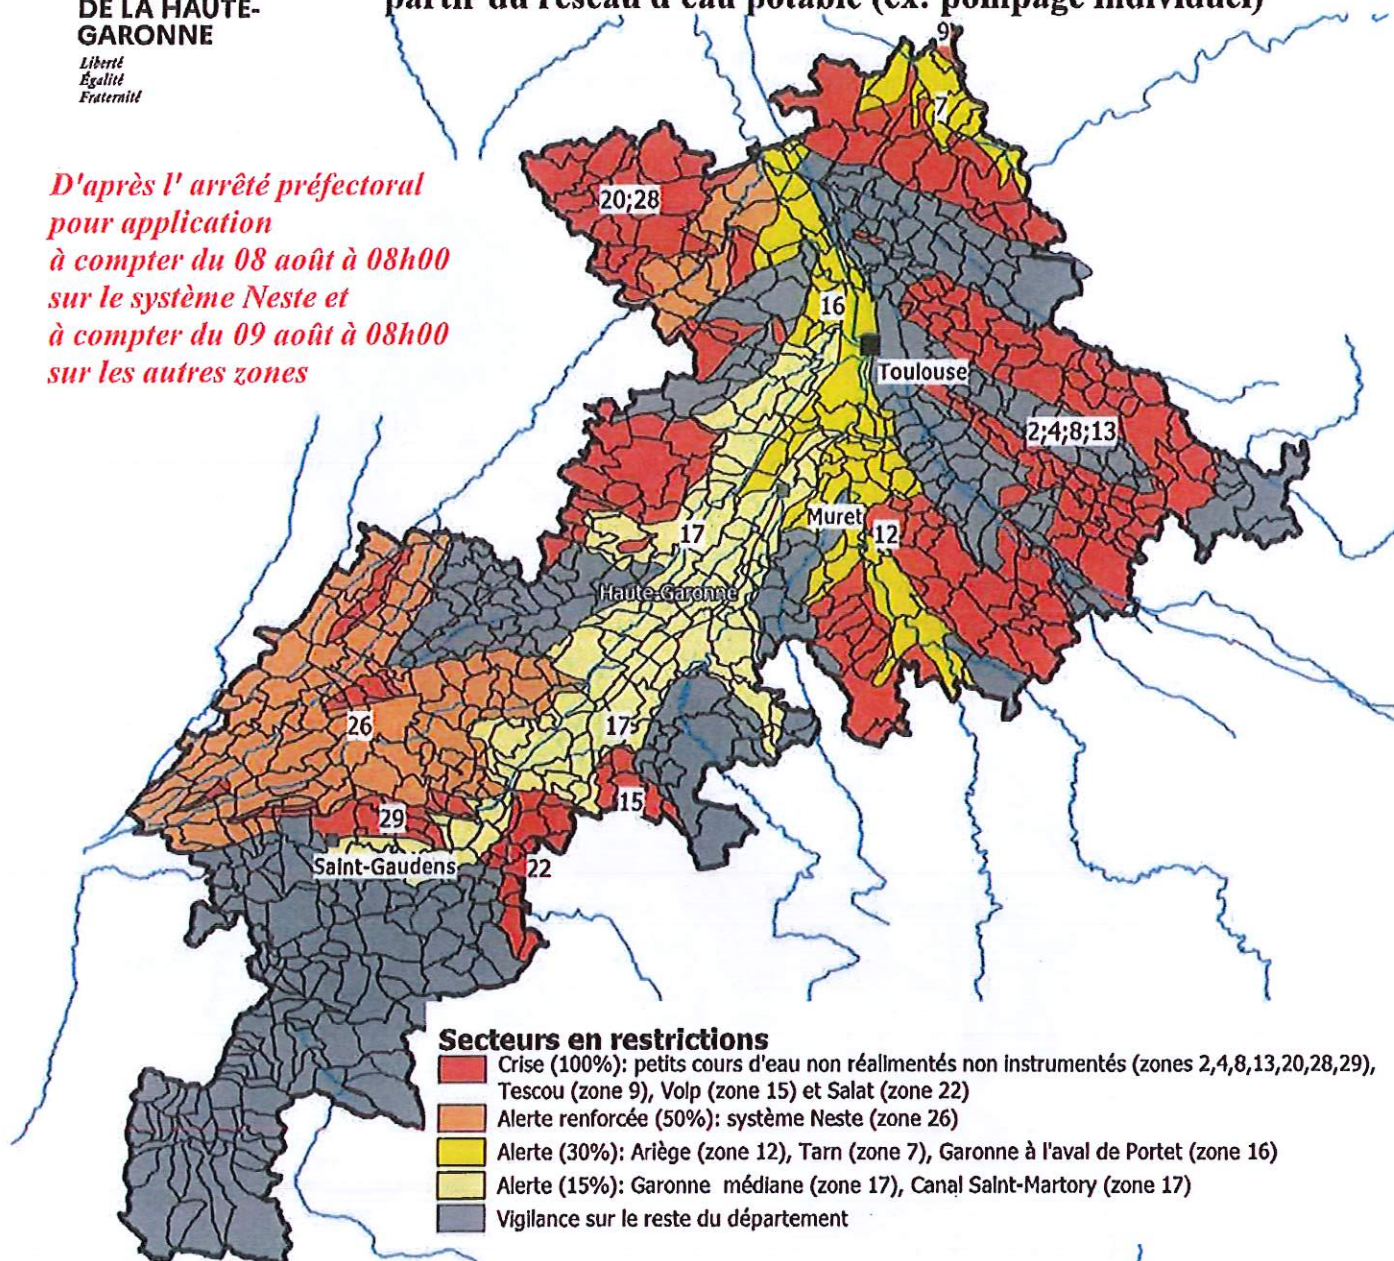 DE LA HAUTE-
GARONNE
Liberté
Égalité
Fraternité
partir du réseau d'eau potable (ex: pompage individuel)
D'après l' arrêté préfectoral
pour application
à compter du 08 août à 08h00
sur le système Neste et
à compter du 09 août à 08h00
sur les autres zones
9
7
20;28
16
Toulouse
2;4;8;13
Muret
12
17
Haute-Garonne
26
17
15
29
Saint-Gaudens
22
Secteurs en restrictions
Crise (100%): petits cours d'eau non réalimentés non instrumentés (zones 2,4,8,13,20,28,29),
Tescou (zone 9), Volp (zone 15) et Salat (zone 22)
Alerte renforcée (50%): système Neste (zone 26)
Alerte (30%): Ariège (zone 12), Tarn (zone 7), Garonne à l'aval de Portet (zone 16)
Alerte (15%): Garonne médiane (zone 17), Canal Saint-Martory (zone 17)
Vigilance sur le reste du département